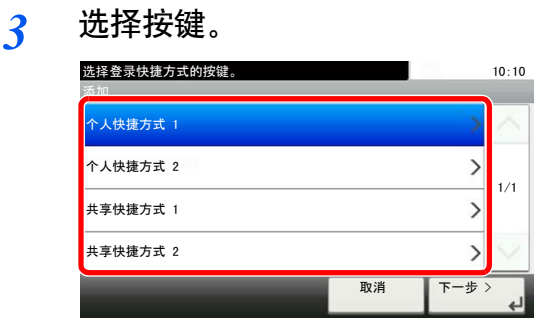 3 选择按键。
选择登录快捷方式的按键。 10:10
添加
个人快捷方式 1
个人快捷方式 2
1/1
共享快捷方式 1
共享快捷方式 2
取消 下一步 >